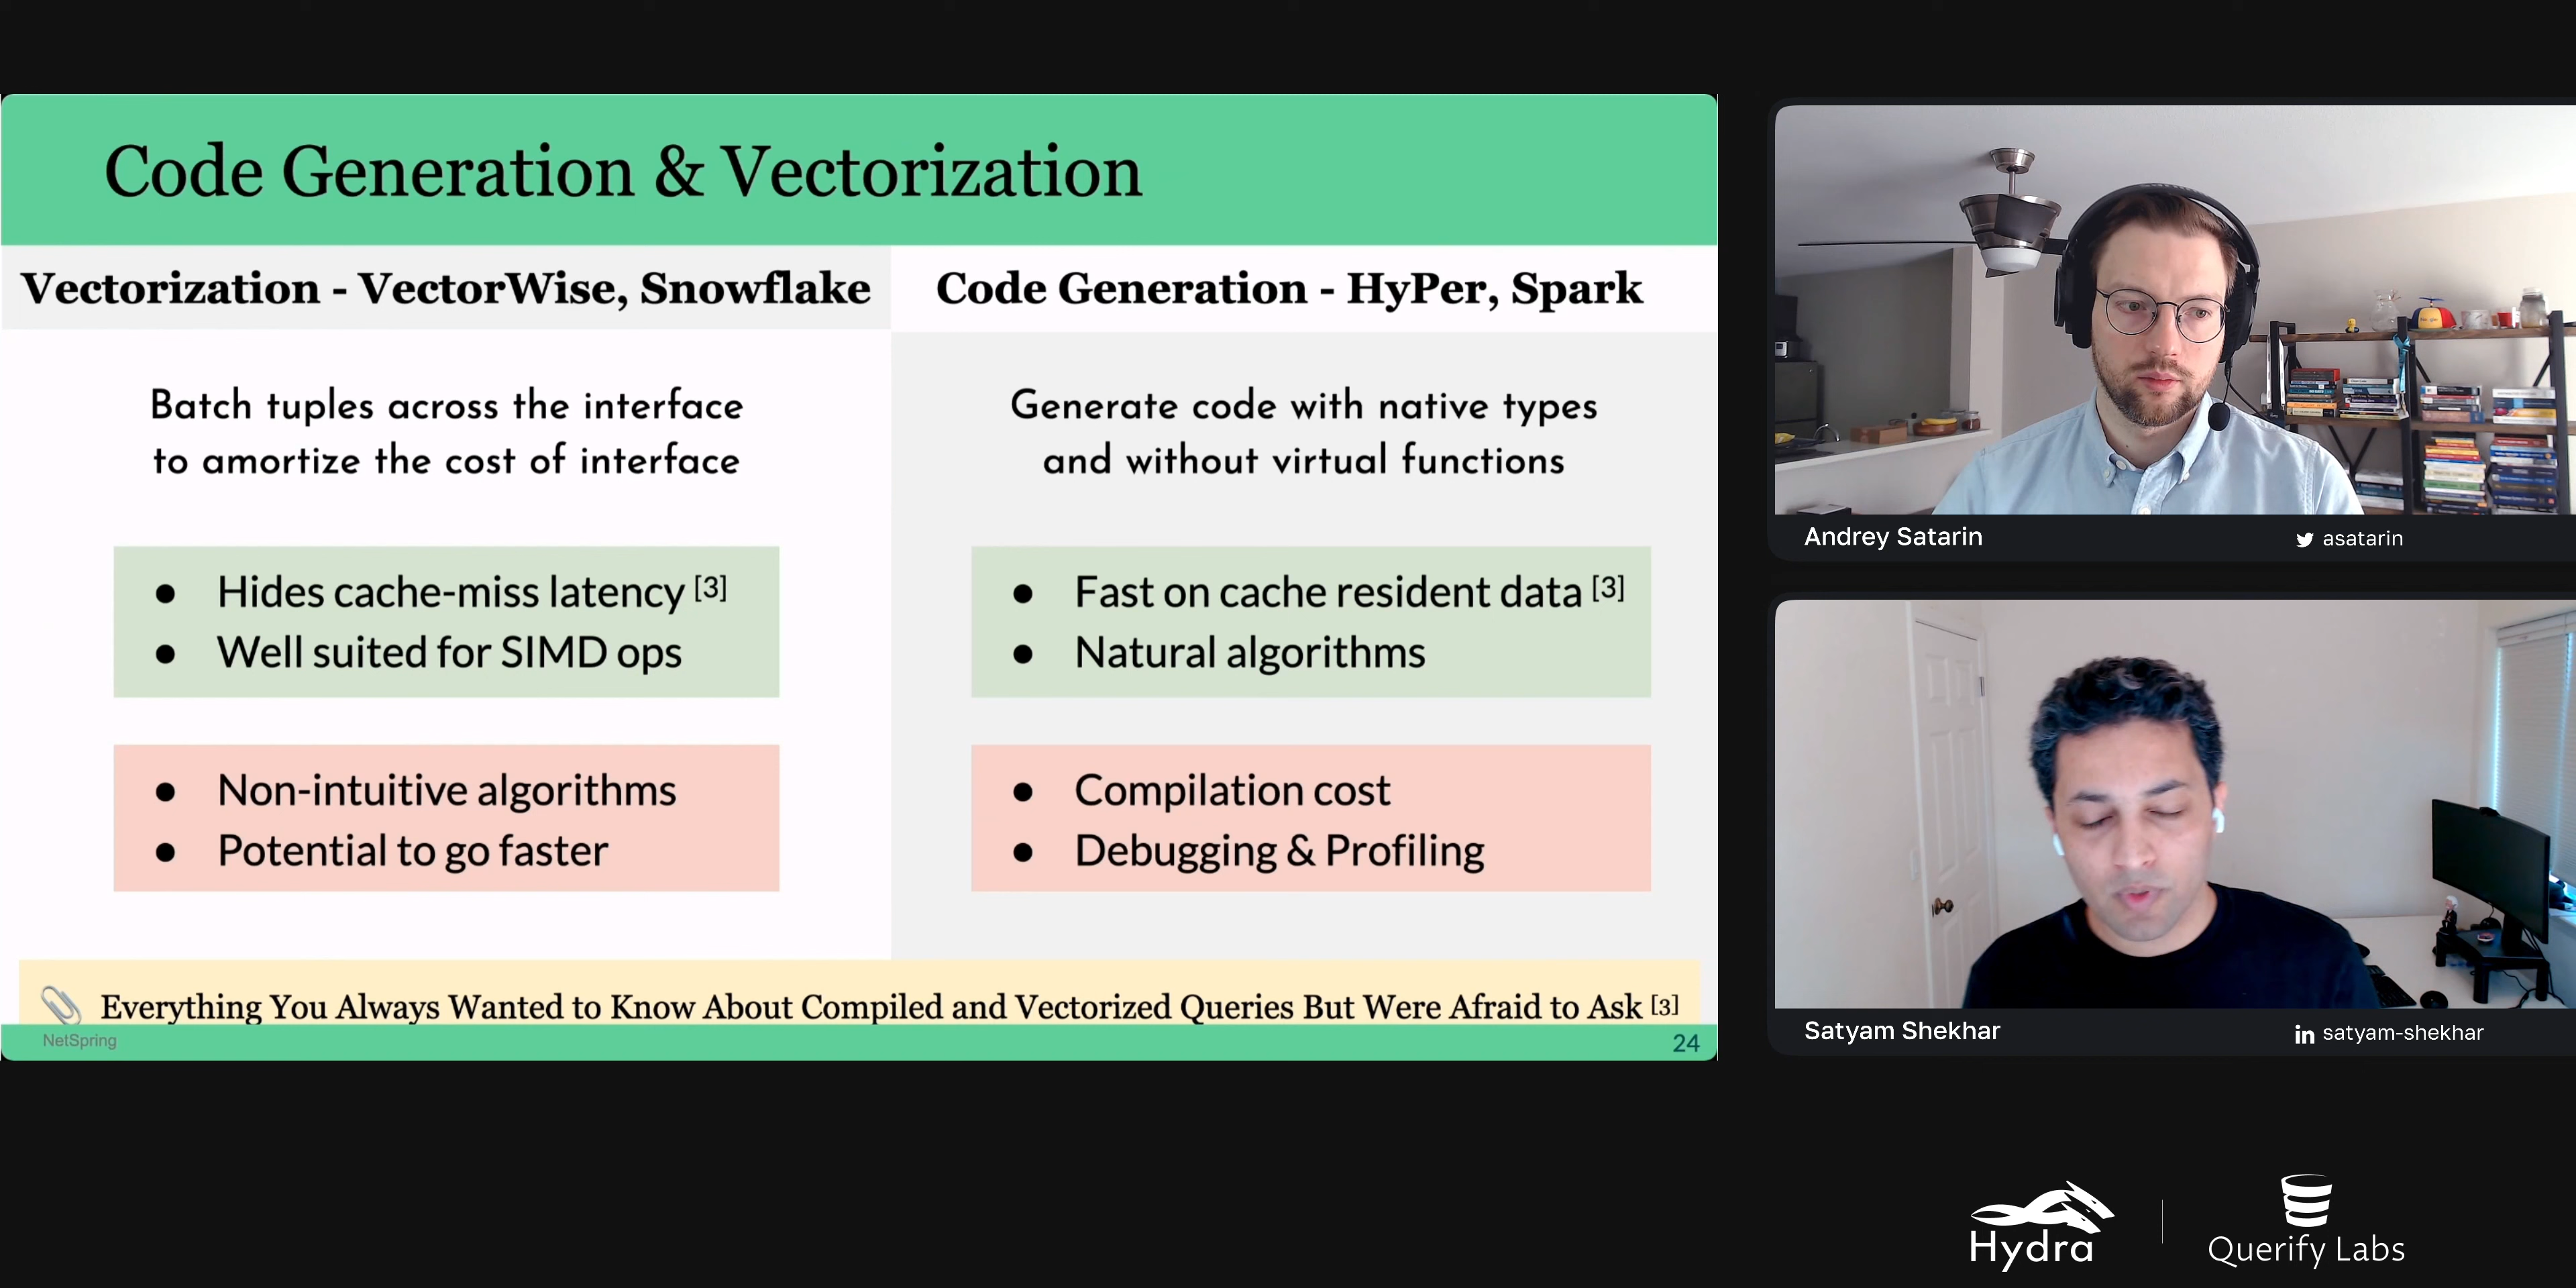 Code Generation & Vectorization
Vectorization - VectorWise, Snowflake
Batch tuples across the interface
to amortize the cost of interface
● Hides cache-miss latency [3]
● Well suited for SIMD ops
● Non-intuitive algorithms
● Potential to go faster
Code Generation - HyPer, Spark
Generate code with native types
and without virtual functions
● Fast on cache resident data [3]
● Natural algorithms
● Compilation cost
● Debugging & Profiling
Everything You Always Wanted to Know About Compiled and Vectorized Queries But Were Afraid to Ask [3]
NetSpring
24
Andrey Satarin
asatarin
Satyam Shekhar
in satyam-shekhar
Hydra
Querify Labs